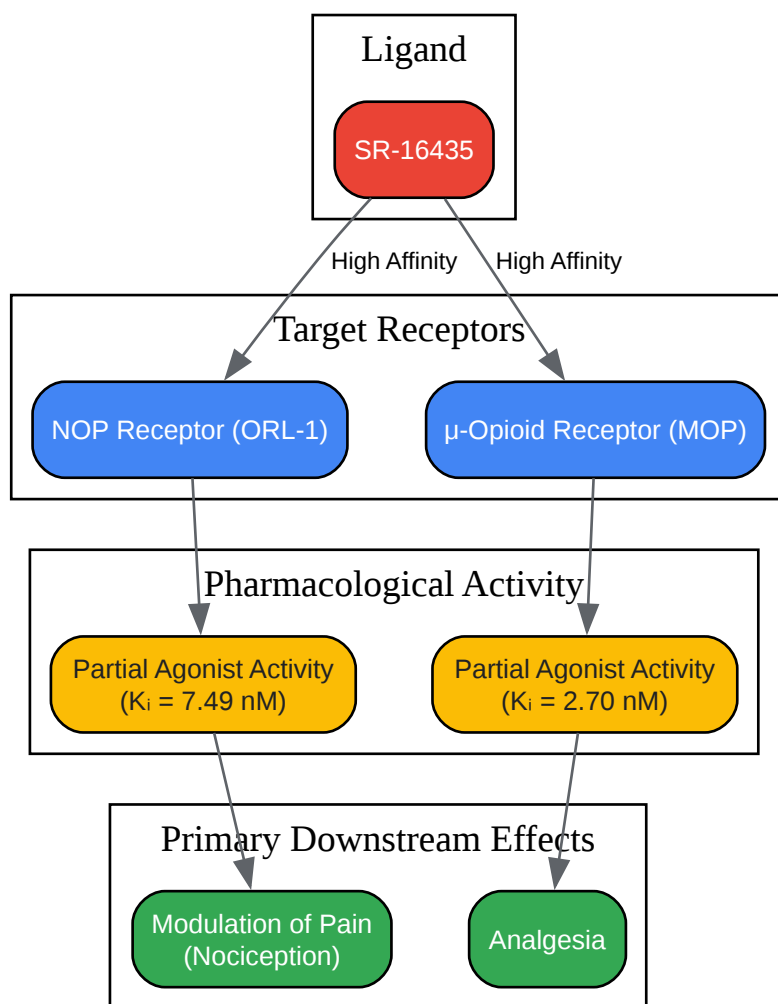 Ligand
SR-16435
High Affinity
High Affinity
Target Receptors
NOP Receptor (ORL-1)
μ-Opioid Receptor (MOP)
Pharmacological Activity
Partial Agonist Activity
(Kᵢ = 7.49 nM)
Partial Agonist Activity
(Kᵢ = 2.70 nM)
Primary Downstream Effects
Modulation of Pain
(Nociception)
Analgesia